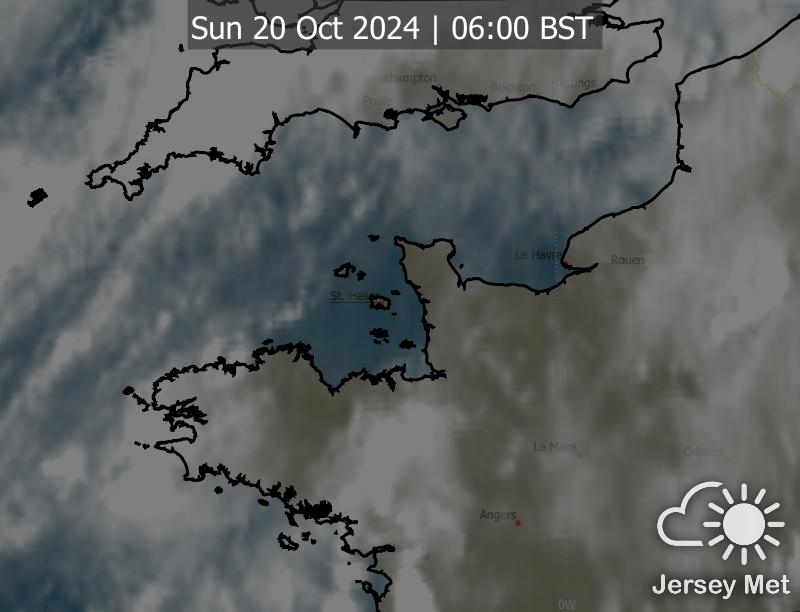 Sun 20 Oct 2024 | 06:00 BST
Brighton
Hastings
Poole
Le Havre
Rouen
St. Helier
Le Mans
Orleans
Angers
Jersey Met
0W